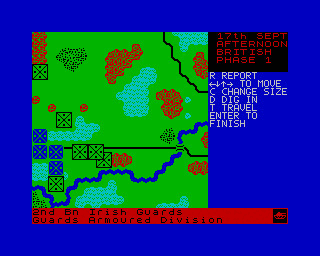 17th SEPT
AFTERNOON
BRITISH
PHASE 1
R REPORT
←↓↑→ TO MOVE
C CHANGE SIZE
D DIG IN
T TRAVEL
ENTER TO
FINISH
2nd Bn Irish Guards
Guards Armoured Division